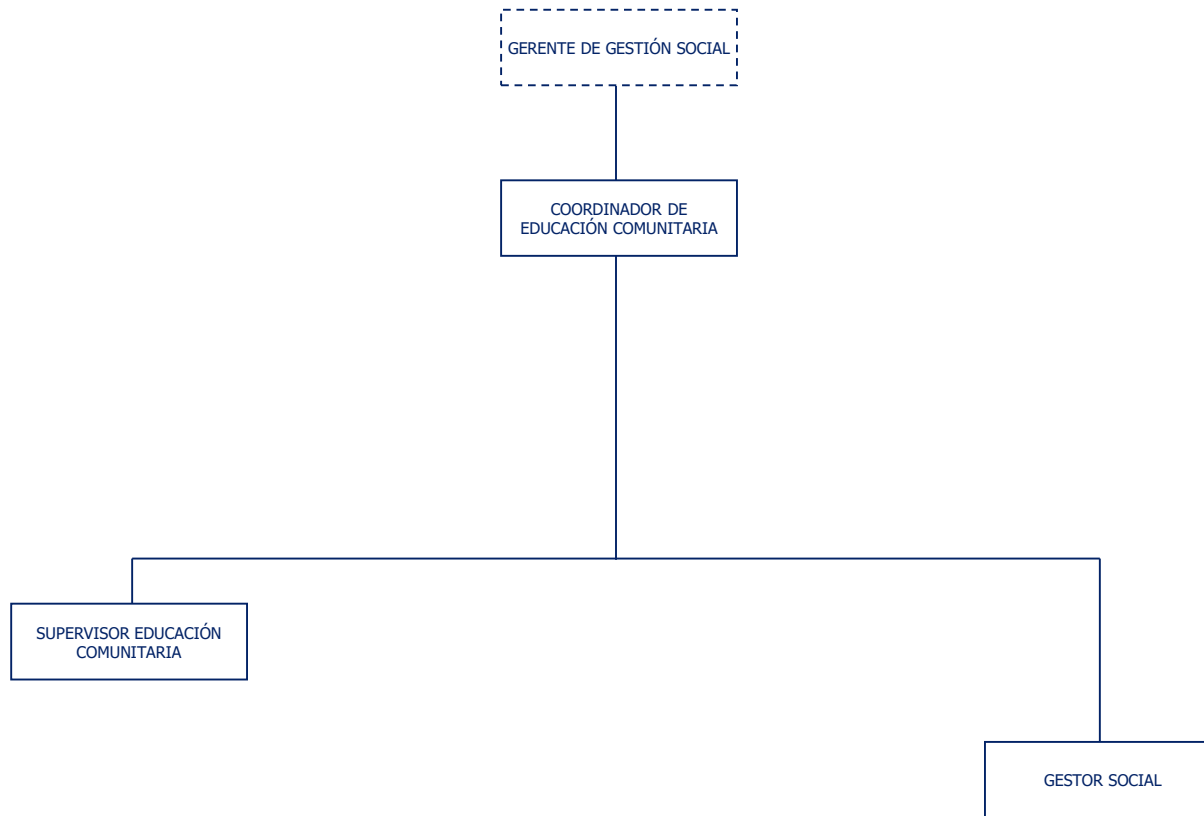 GERENTE DE GESTIÓN SOCIAL
COORDINADOR DE
EDUCACIÓN COMUNITARIA
SUPERVISOR EDUCACIÓN
COMUNITARIA
GESTOR SOCIAL